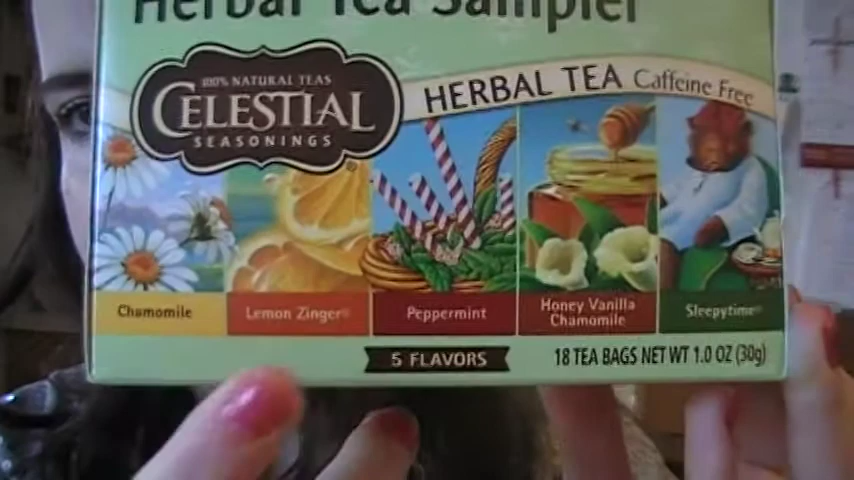 Herbal Tea Sampler
100% NATURAL TEAS
CELESTIAL
SEASONINGS
HERBAL TEA Caffeine Free
Chamomile
Lemon Zinger®
Peppermint
Honey Vanilla
Chamomile
Sleepytime®
5 FLAVORS
18 TEA BAGS NET WT 1.0 OZ (30g)